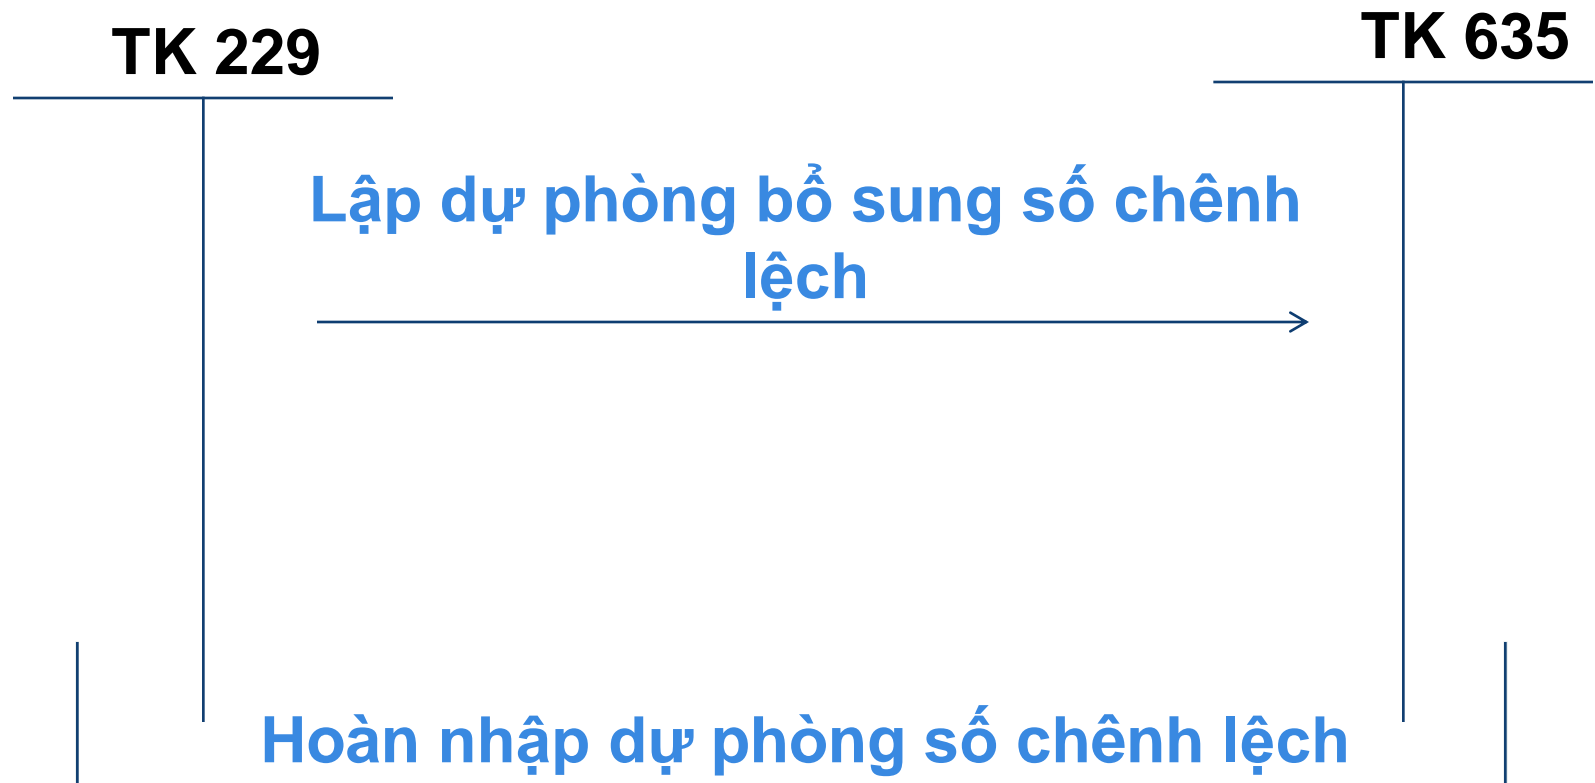 TK 229
TK 635
Lập dự phòng bổ sung số chênh
lệch
Hoàn nhập dự phòng số chênh lệch